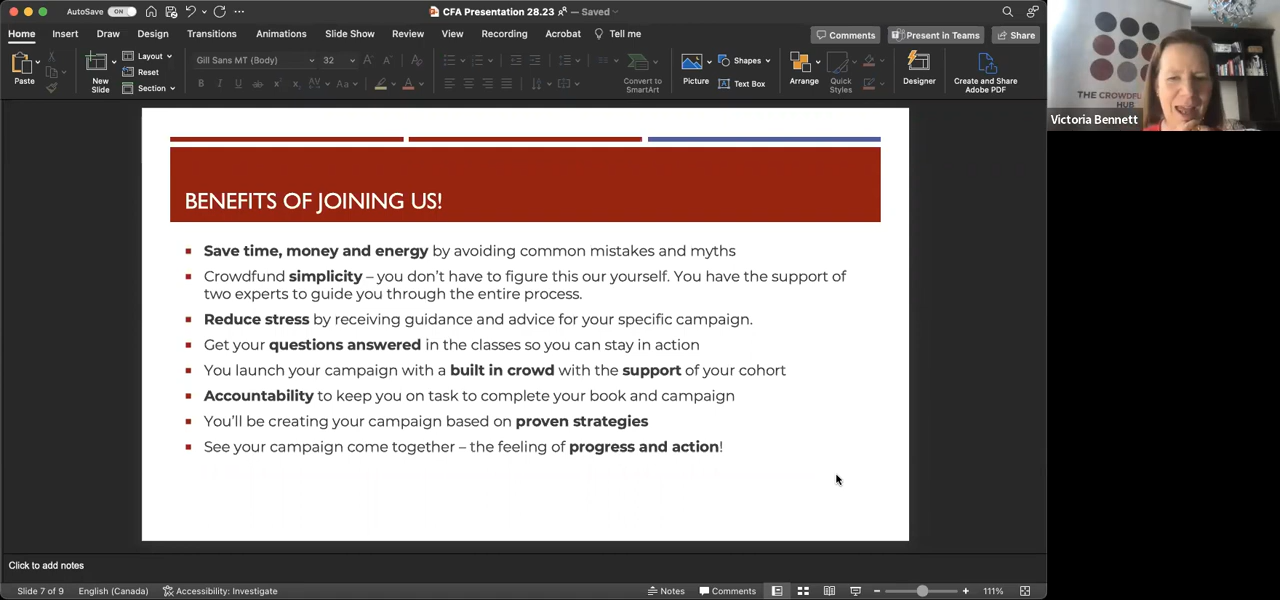 AutoSave ON
CFA Presentation 28.23 — Saved
Home Insert Draw Design Transitions Animations Slide Show Review View Recording Acrobat Tell me
Comments Present in Teams Share
Paste
New Slide
Layout
Reset
Section
Gill Sans MT (Body) 32
Convert to SmartArt
Picture
Shapes
Text Box
Arrange
Quick Styles
Designer
Create and Share Adobe PDF
THE CROWDFU
HUB
Victoria Bennett
BENEFITS OF JOINING US!
Save time, money and energy by avoiding common mistakes and myths
Crowdfund simplicity – you don't have to figure this our yourself. You have the support of
two experts to guide you through the entire process.
Reduce stress by receiving guidance and advice for your specific campaign.
Get your questions answered in the classes so you can stay in action
You launch your campaign with a built in crowd with the support of your cohort
Accountability to keep you on task to complete your book and campaign
You'll be creating your campaign based on proven strategies
See your campaign come together – the feeling of progress and action!
Click to add notes
Slide 7 of 9 English (Canada) Accessibility: Investigate Notes Comments 111%